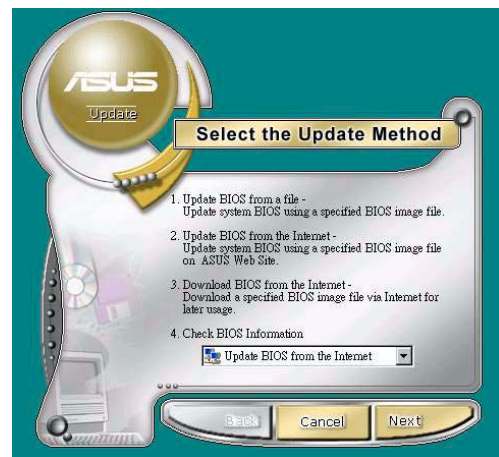 ASUS
Update
Select the Update Method
1. Update BIOS from a file -
Update system BIOS using a specified BIOS image file.
2. Update BIOS from the Internet -
Update system BIOS using a specified BIOS image file
on ASUS Web Site.
3. Download BIOS from the Internet -
Download a specified BIOS image file via Internet for
later usage.
4. Check BIOS Information
Update BIOS from the Internet
Back
Cancel
Next